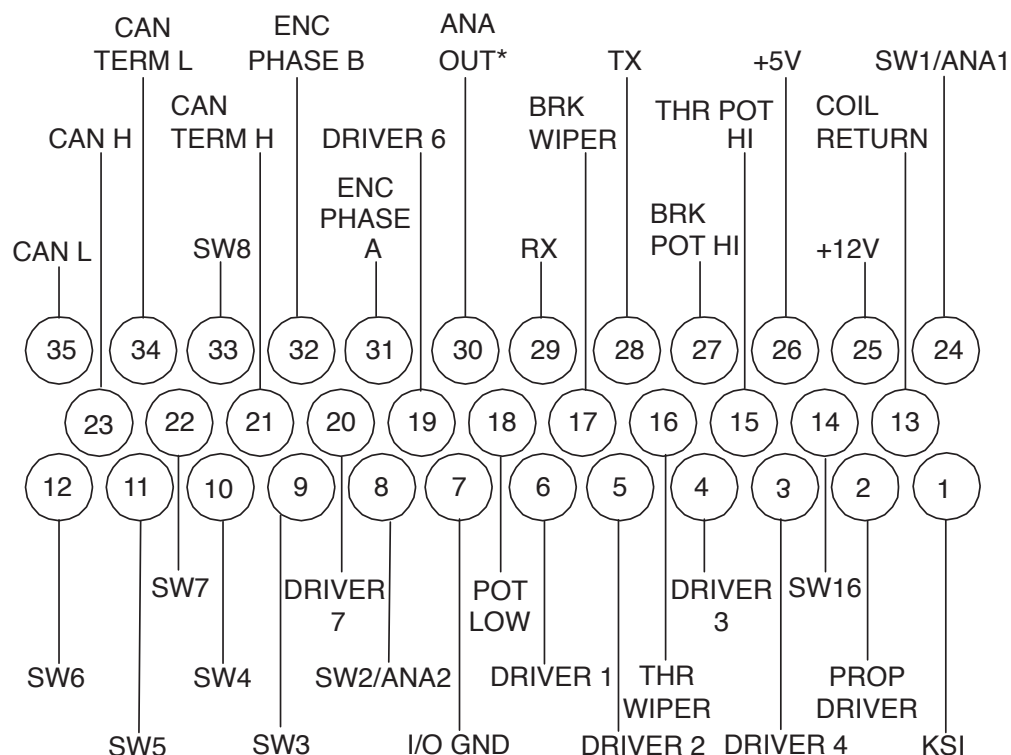 CAN
TERM L
ENC
PHASE B
ANA
OUT*
TX
+5V
SW1/ANA1
CAN H
CAN
TERM H
DRIVER 6
BRK
WIPER
THR POT
HI
COIL
RETURN
CAN L
SW8
ENC
PHASE
A
RX
BRK
POT HI
+12V
35 34 33 32 31 30 29 28 27 26 25 24
23 22 21 20 19 18 17 16 15 14 13
12 11 10 9 8 7 6 5 4 3 2 1
SW7
DRIVER
7
POT
LOW
DRIVER
3
SW16
SW6
SW4
SW2/ANA2
DRIVER 1
THR
WIPER
PROP
DRIVER
SW5
SW3
I/O GND
DRIVER 2
DRIVER 4
KSI